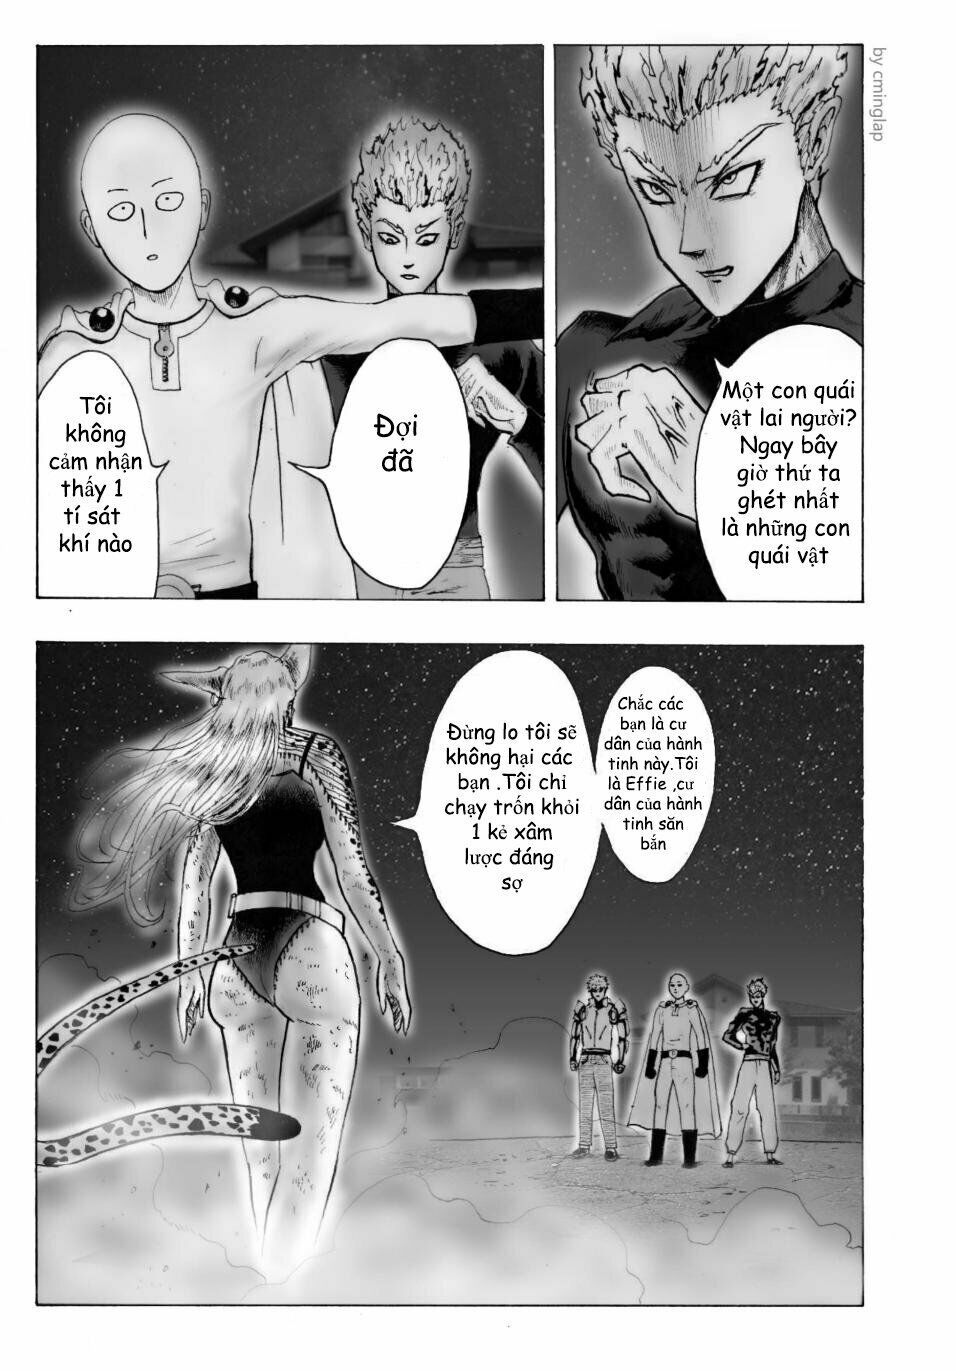 by cminglap
Một con quái
vật lai người?
Ngay bây
giờ thứ ta
ghét nhất
là những con
quái vật
Đợi
đã
Tôi
không
cảm nhận
thấy 1
tí sát
khí nào
Chắc các
bạn là cư
dân của hành
tinh này.Tôi
là Effie ,cư
dân của hành
tinh săn
bắn
Đừng lo tôi sẽ
không hại các
bạn .Tôi chỉ
chạy trốn khỏi
1 kẻ xâm
lược đáng
sợ